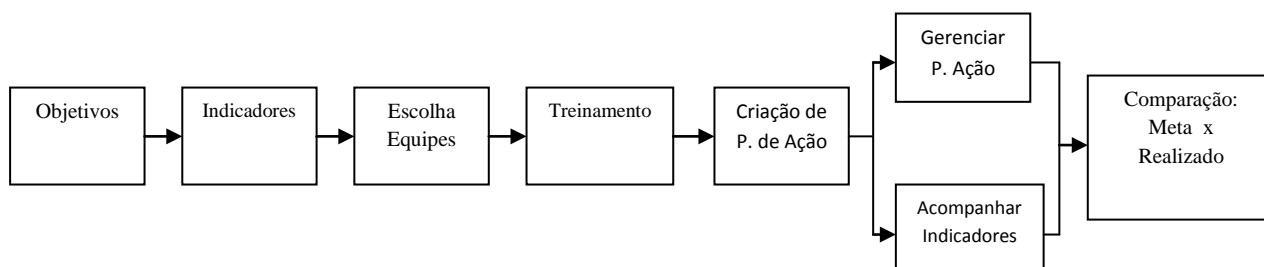 Objetivos
Indicadores
Escolha
Equipes
Treinamento
Criação de
P. de Ação
Gerenciar
P. Ação
Acompanhar
Indicadores
Comparação:
Meta x
Realizado